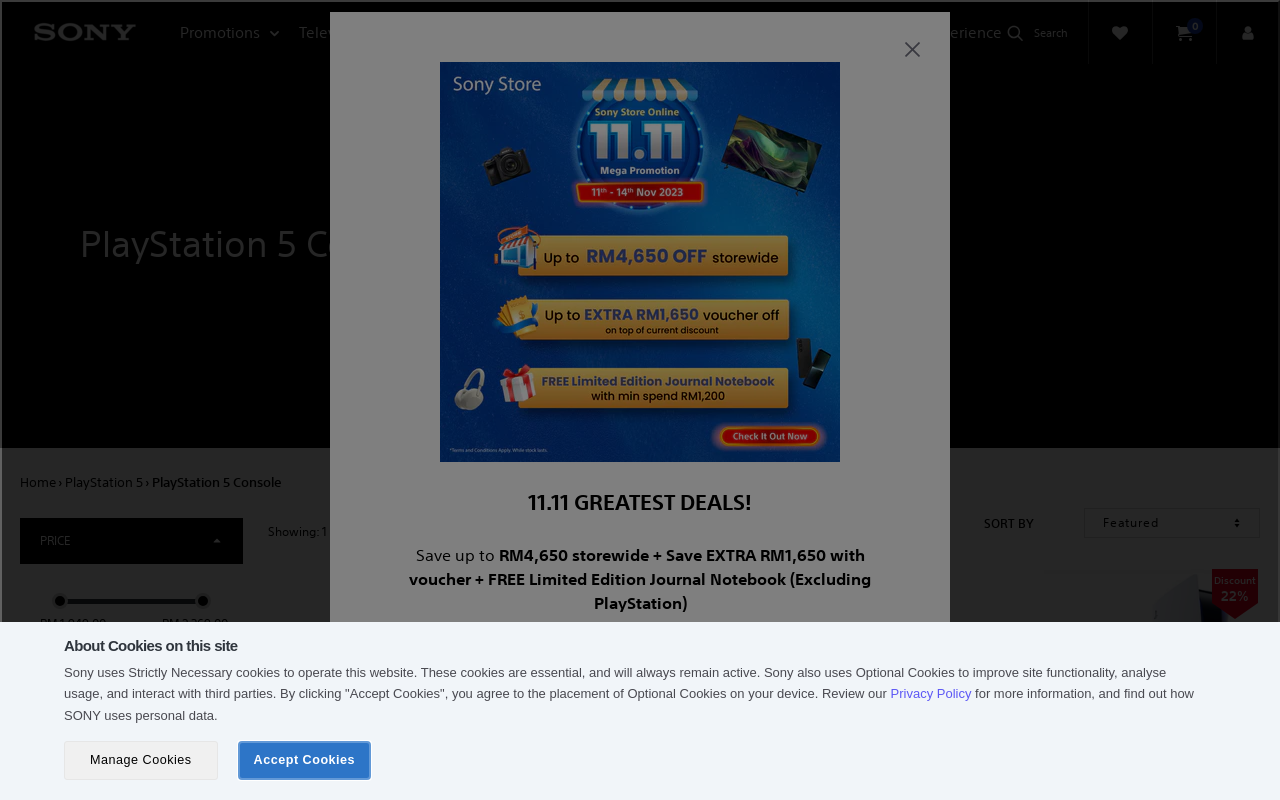 SONY
Promotions
erience
Search
0
PlayStation 5
Sony Store
Sony Store Online
11.11
Mega Promotion
11th - 14th Nov 2023
Up to RM4,650 OFF storewide
Up to EXTRA RM1,650 voucher off
on top of current discount
FREE Limited Edition Journal Notebook
with min spend RM1,200
Check It Out Now
*Terms and Conditions Apply. While stock lasts.
Home › PlayStation 5 › PlayStation 5 Console
11.11 GREATEST DEALS!
PRICE
Showing: 1
SORT BY
Featured
Save up to RM4,650 storewide + Save EXTRA RM1,650 with
voucher + FREE Limited Edition Journal Notebook (Excluding
PlayStation)
Discount
22%
About Cookies on this site
Sony uses Strictly Necessary cookies to operate this website. These cookies are essential, and will always remain active. Sony also uses Optional Cookies to improve site functionality, analyse
usage, and interact with third parties. By clicking "Accept Cookies", you agree to the placement of Optional Cookies on your device. Review our Privacy Policy for more information, and find out how
SONY uses personal data.
Manage Cookies
Accept Cookies